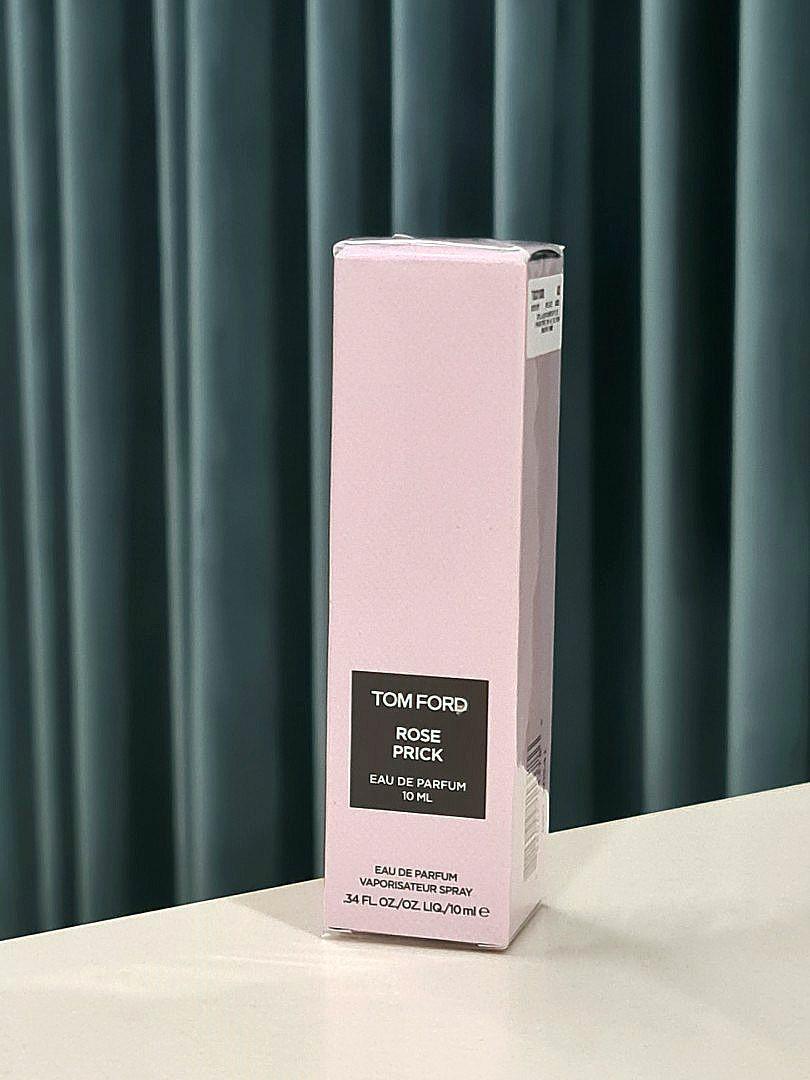 TOM FORD
ROSE
PRICK
EAU DE PARFUM
10 ML
EAU DE PARFUM
VAPORISATEUR SPRAY
.34 FL. OZ./OZ. LIQ./10 ml e